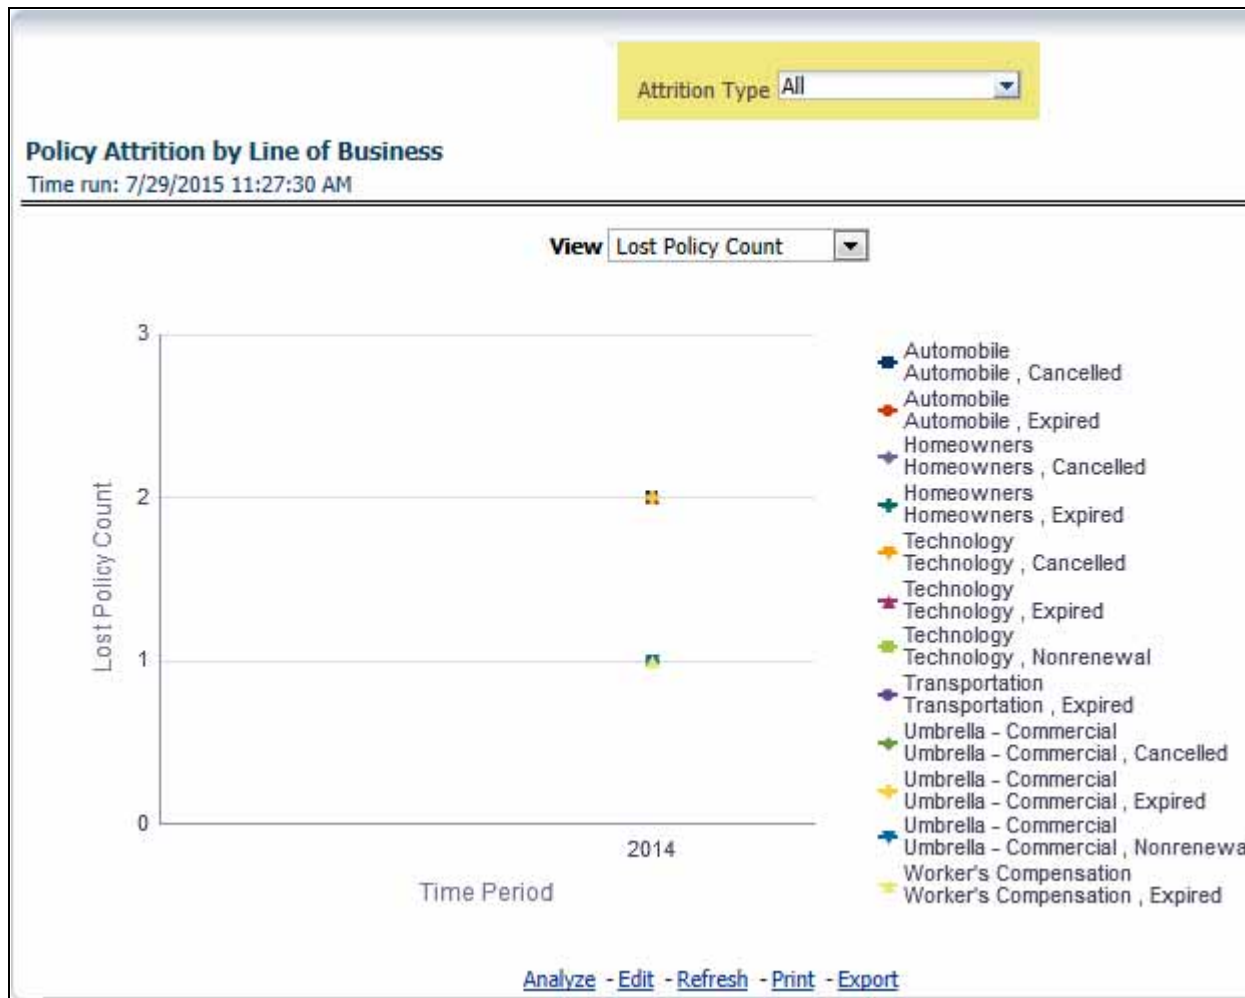 Attrition Type All
Policy Attrition by Line of Business
Time run: 7/29/2015 11:27:30 AM
View Lost Policy Count
3
2
1
0
Lost Policy Count
2014
Time Period
Automobile
Automobile , Cancelled
Automobile
Automobile , Expired
Homeowners
Homeowners , Cancelled
Homeowners
Homeowners , Expired
Technology
Technology , Cancelled
Technology
Technology , Expired
Technology
Technology , Nonrenewal
Transportation
Transportation , Expired
Umbrella - Commercial
Umbrella - Commercial , Cancelled
Umbrella - Commercial
Umbrella - Commercial , Expired
Umbrella - Commercial
Umbrella - Commercial , Nonrenewa
Worker's Compensation
Worker's Compensation , Expired
Analyze - Edit - Refresh - Print - Export